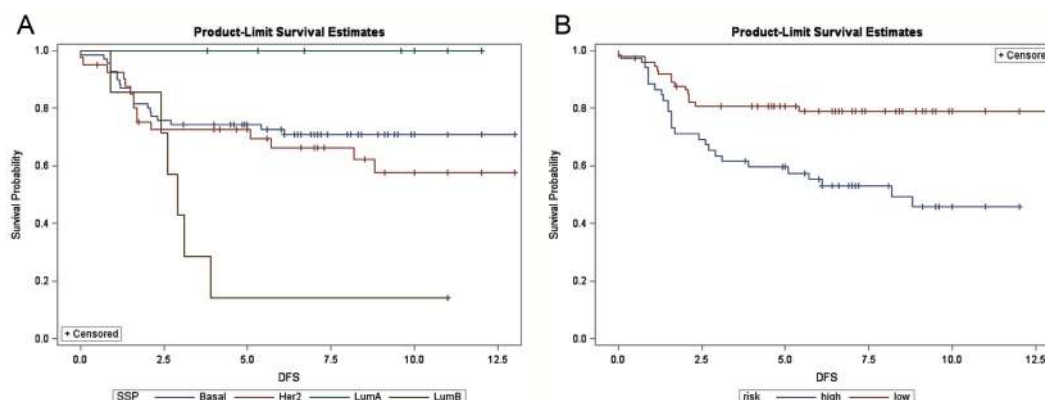 A
Product-Limit Survival Estimates
1.0
0.8
0.6
0.4
0.2
0.0
Survival Probability
+ Censored
0.0 2.5 5.0 7.5 10.0 12.5
DFS
SSP Basal Her2 LumA LumB
B
Product-Limit Survival Estimates
+ Censored
1.0
0.8
0.6
0.4
0.2
0.0
Survival Probability
0.0 2.5 5.0 7.5 10.0 12.5
DFS
risk high low